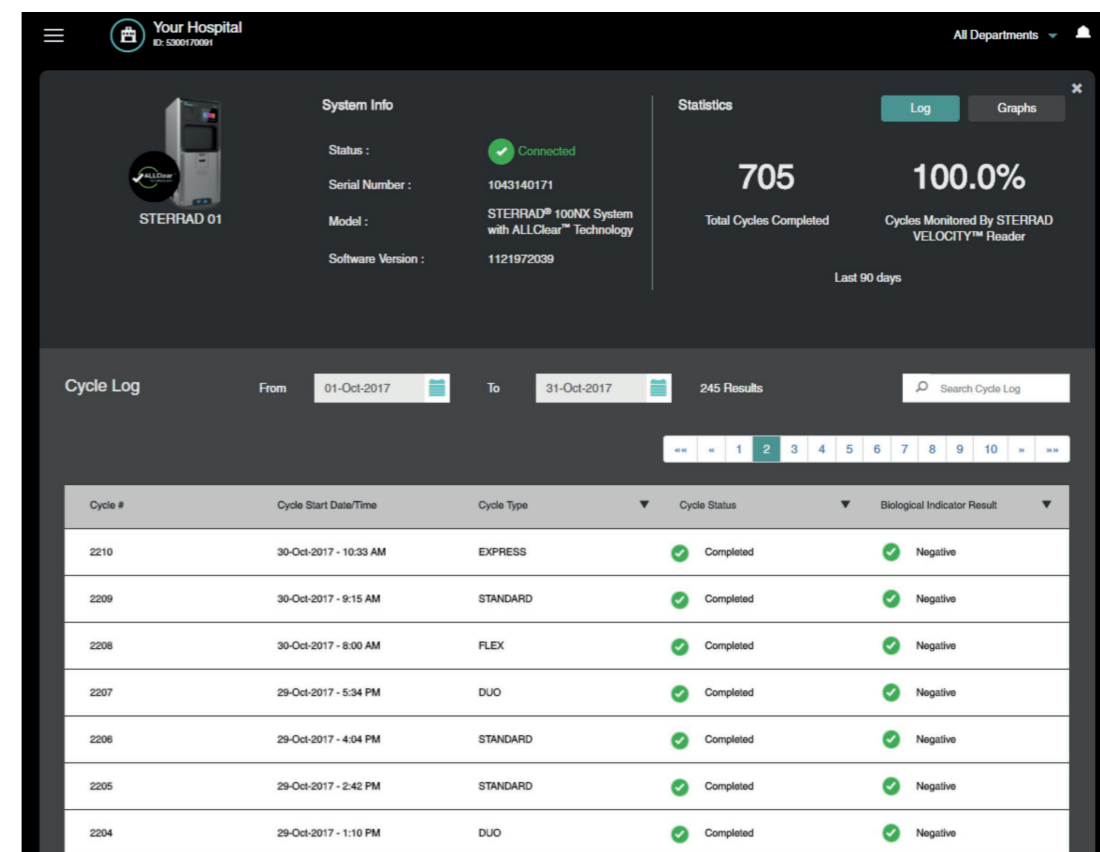 Your Hospital
ID: 5300170091
All Departments
ALLClear
STERRAD 01
System Info
Status :
Connected
Serial Number :
1043140171
Model :
STERRAD® 100NX System
with ALLClear™ Technology
Software Version :
1121972039
Statistics
Log
Graphs
705
Total Cycles Completed
100.0%
Cycles Monitored By STERRAD
VELOCITY™ Reader
Last 90 days
Cycle Log
From
01-Oct-2017
To
31-Oct-2017
245 Results
Search Cycle Log
«« « 1 2 3 4 5 6 7 8 9 10 » »»
Cycle # Cycle Start Date/Time Cycle Type Cycle Status Biological Indicator Result
2210 30-Oct-2017 - 10:33 AM EXPRESS Completed Negative
2209 30-Oct-2017 - 9:15 AM STANDARD Completed Negative
2208 30-Oct-2017 - 8:00 AM FLEX Completed Negative
2207 29-Oct-2017 - 5:34 PM DUO Completed Negative
2206 29-Oct-2017 - 4:04 PM STANDARD Completed Negative
2205 29-Oct-2017 - 2:42 PM STANDARD Completed Negative
2204 29-Oct-2017 - 1:10 PM DUO Completed Negative